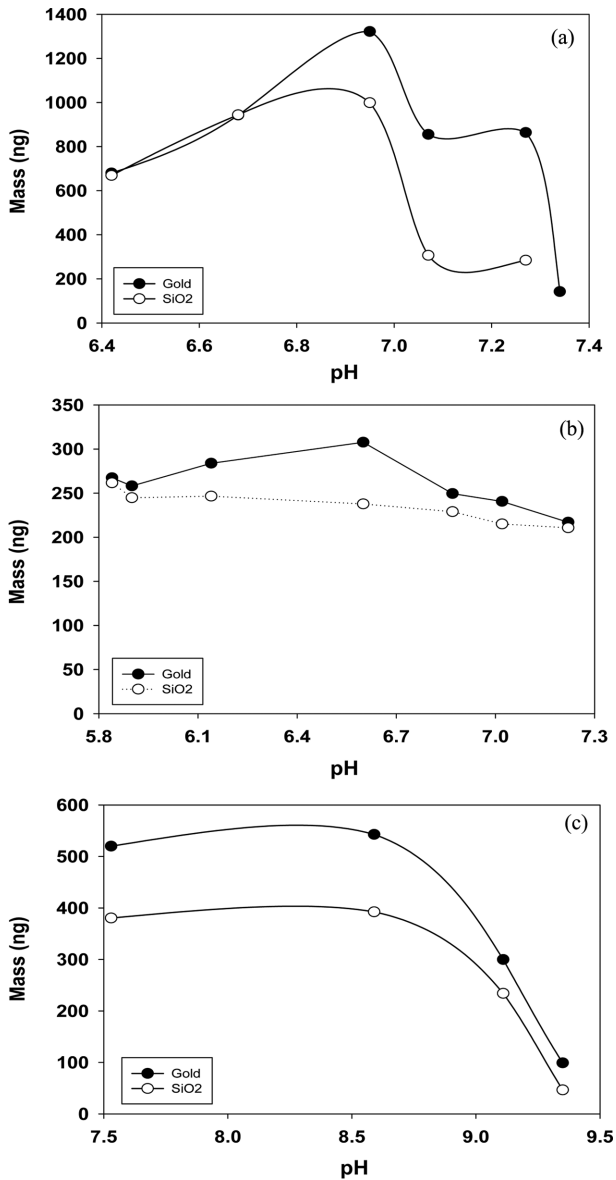 (a)
1400
1200
1000
800
600
400
200
0
Mass (ng)
Gold
SiO2
6.4 6.6 6.8 7.0 7.2 7.4
pH
(b)
350
300
250
200
150
100
50
0
Mass (ng)
Gold
SiO2
5.8 6.1 6.4 6.7 7.0 7.3
pH
(c)
600
500
400
300
200
100
0
Mass (ng)
Gold
SiO2
7.5 8.0 8.5 9.0 9.5
pH